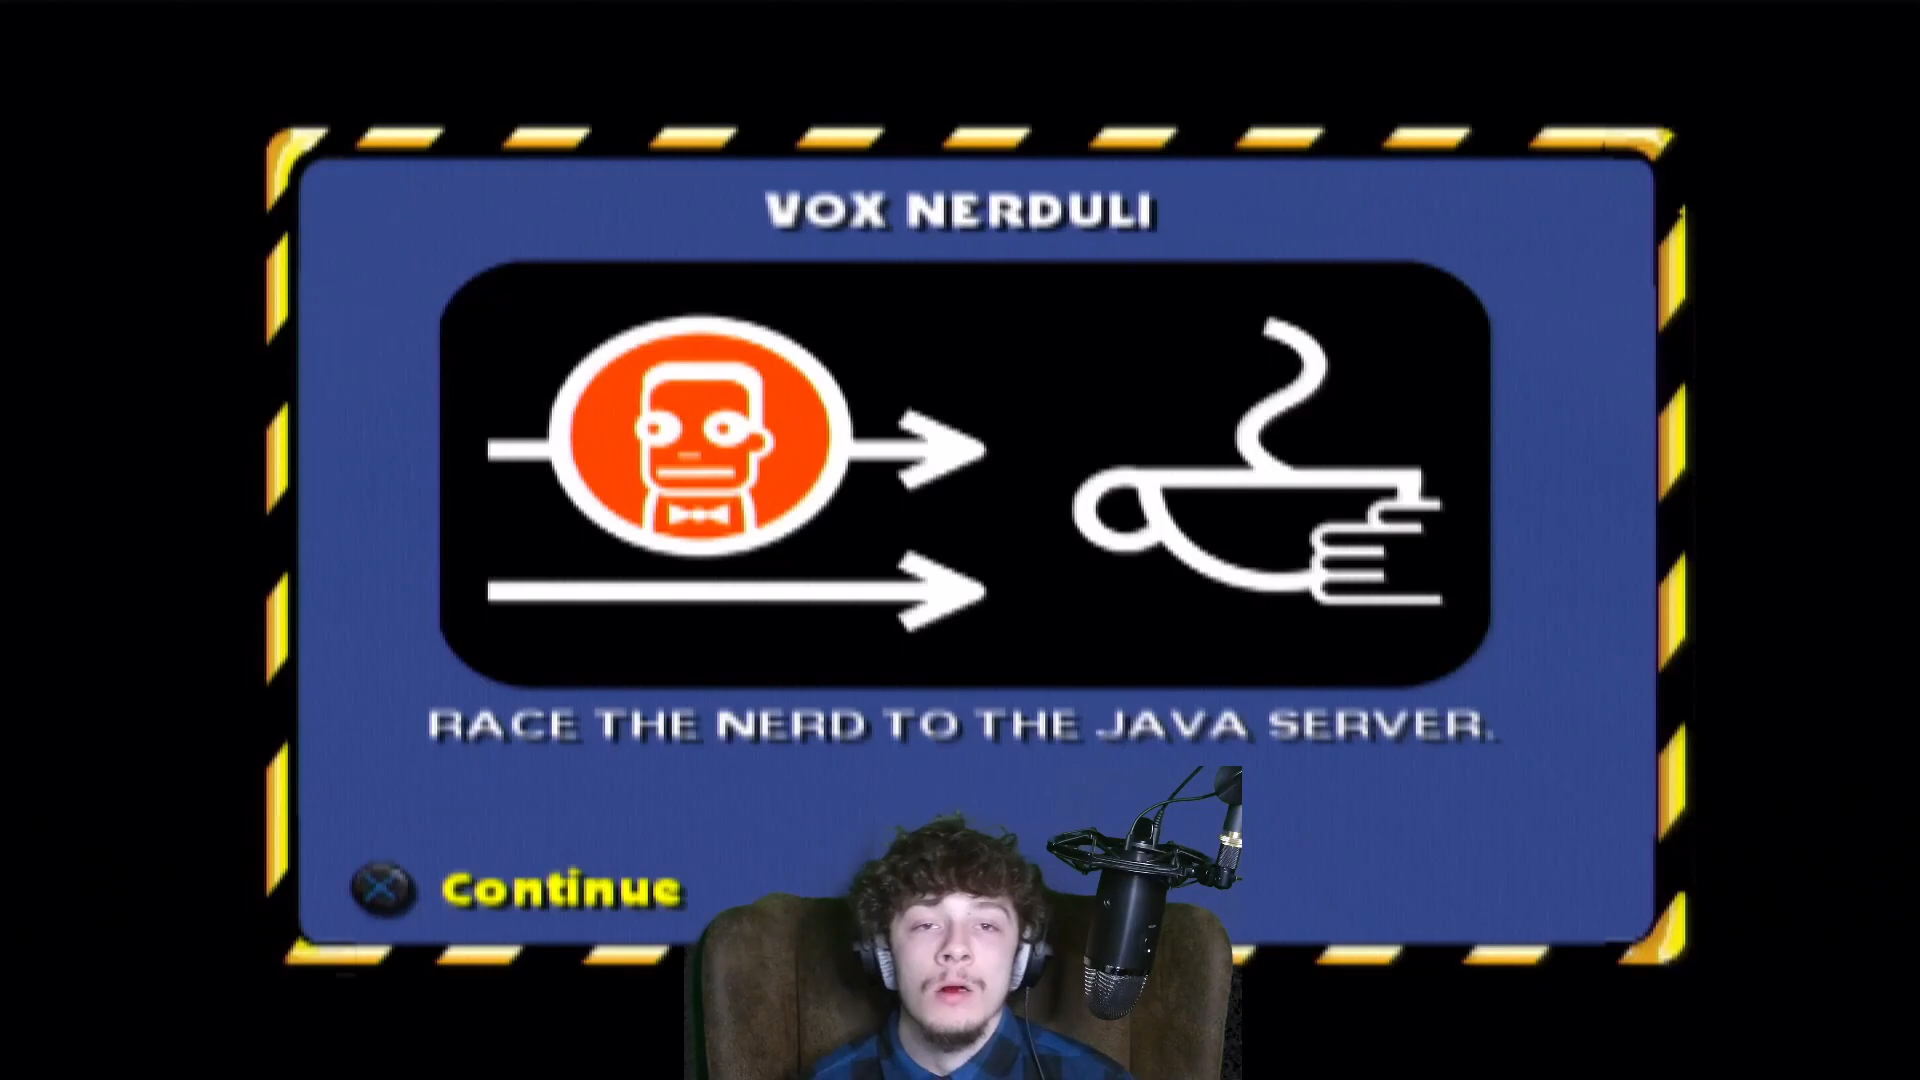 VOX NERDULI
RACE THE NERD TO THE JAVA SERVER.
Continue